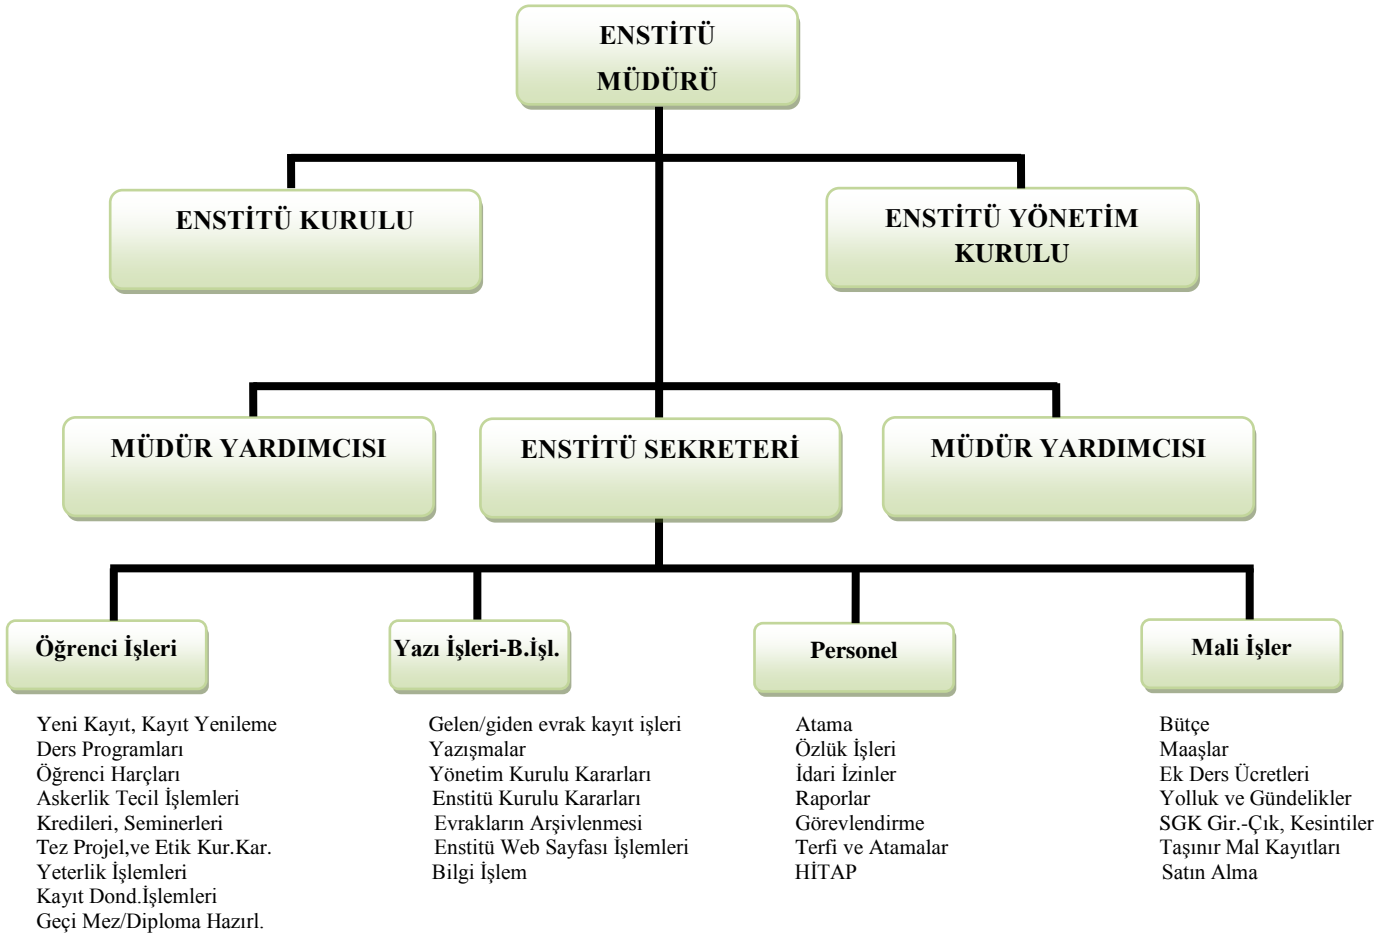 ENSTİTÜ
MÜDÜRÜ
ENSTİTÜ KURULU
ENSTİTÜ YÖNETİM
KURULU
MÜDÜR YARDIMCISI
ENSTİTÜ SEKRETERİ
MÜDÜR YARDIMCISI
Öğrenci İşleri
Yeni Kayıt, Kayıt Yenileme
Ders Programları
Öğrenci Harçları
Askerlik Tecil İşlemleri
Kredileri, Seminerleri
Tez Projel,ve Etik Kur.Kar.
Yeterlik İşlemleri
Kayıt Dond.İşlemleri
Geçi Mez/Diploma Hazırl.
Yazı İşleri-B.İşl.
Gelen/giden evrak kayıt işleri
Yazışmalar
Yönetim Kurulu Kararları
Enstitü Kurulu Kararları
Evrakların Arşivlenmesi
Enstitü Web Sayfası İşlemleri
Bilgi İşlem
Personel
Atama
Özlük İşleri
İdari İzinler
Raporlar
Görevlendirme
Terfi ve Atamalar
HİTAP
Mali İşler
Bütçe
Maaşlar
Ek Ders Ücretleri
Yolluk ve Gündelikler
SGK Gir.-Çık, Kesintiler
Taşınır Mal Kayıtları
Satın Alma